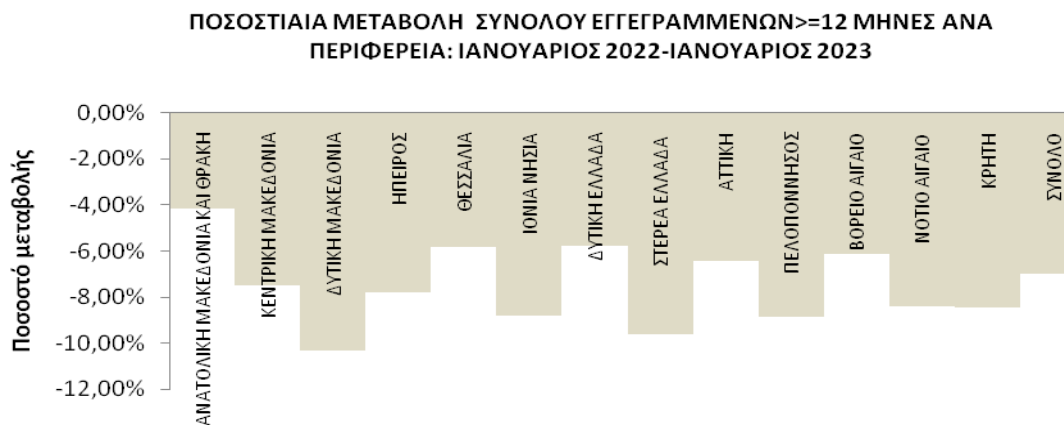 ΠΟΣΟΣΤΙΑΙΑ ΜΕΤΑΒΟΛΗ ΣΥΝΟΛΟΥ ΕΓΓΕΓΡΑΜΜΕΝΩΝ>=12 ΜΗΝΕΣ ΑΝΑ
ΠΕΡΙΦΕΡΕΙΑ: ΙΑΝΟΥΑΡΙΟΣ 2022-ΙΑΝΟΥΑΡΙΟΣ 2023
Ποσοστό μεταβολής
0,00%
-2,00%
-4,00%
-6,00%
-8,00%
-10,00%
-12,00%
ΑΝΑΤΟΛΙΚΗ ΜΑΚΕΔΟΝΙΑ ΚΑΙ ΘΡΑΚΗ
ΚΕΝΤΡΙΚΗ ΜΑΚΕΔΟΝΙΑ
ΔΥΤΙΚΗ ΜΑΚΕΔΟΝΙΑ
ΗΠΕΙΡΟΣ
ΘΕΣΣΑΛΙΑ
ΙΟΝΙΑ ΝΗΣΙΑ
ΔΥΤΙΚΗ ΕΛΛΑΔΑ
ΣΤΕΡΕΑ ΕΛΛΑΔΑ
ΑΤΤΙΚΗ
ΠΕΛΟΠΟΝΝΗΣΟΣ
ΒΟΡΕΙΟ ΑΙΓΑΙΟ
ΝΟΤΙΟ ΑΙΓΑΙΟ
ΚΡΗΤΗ
ΣΥΝΟΛΟ